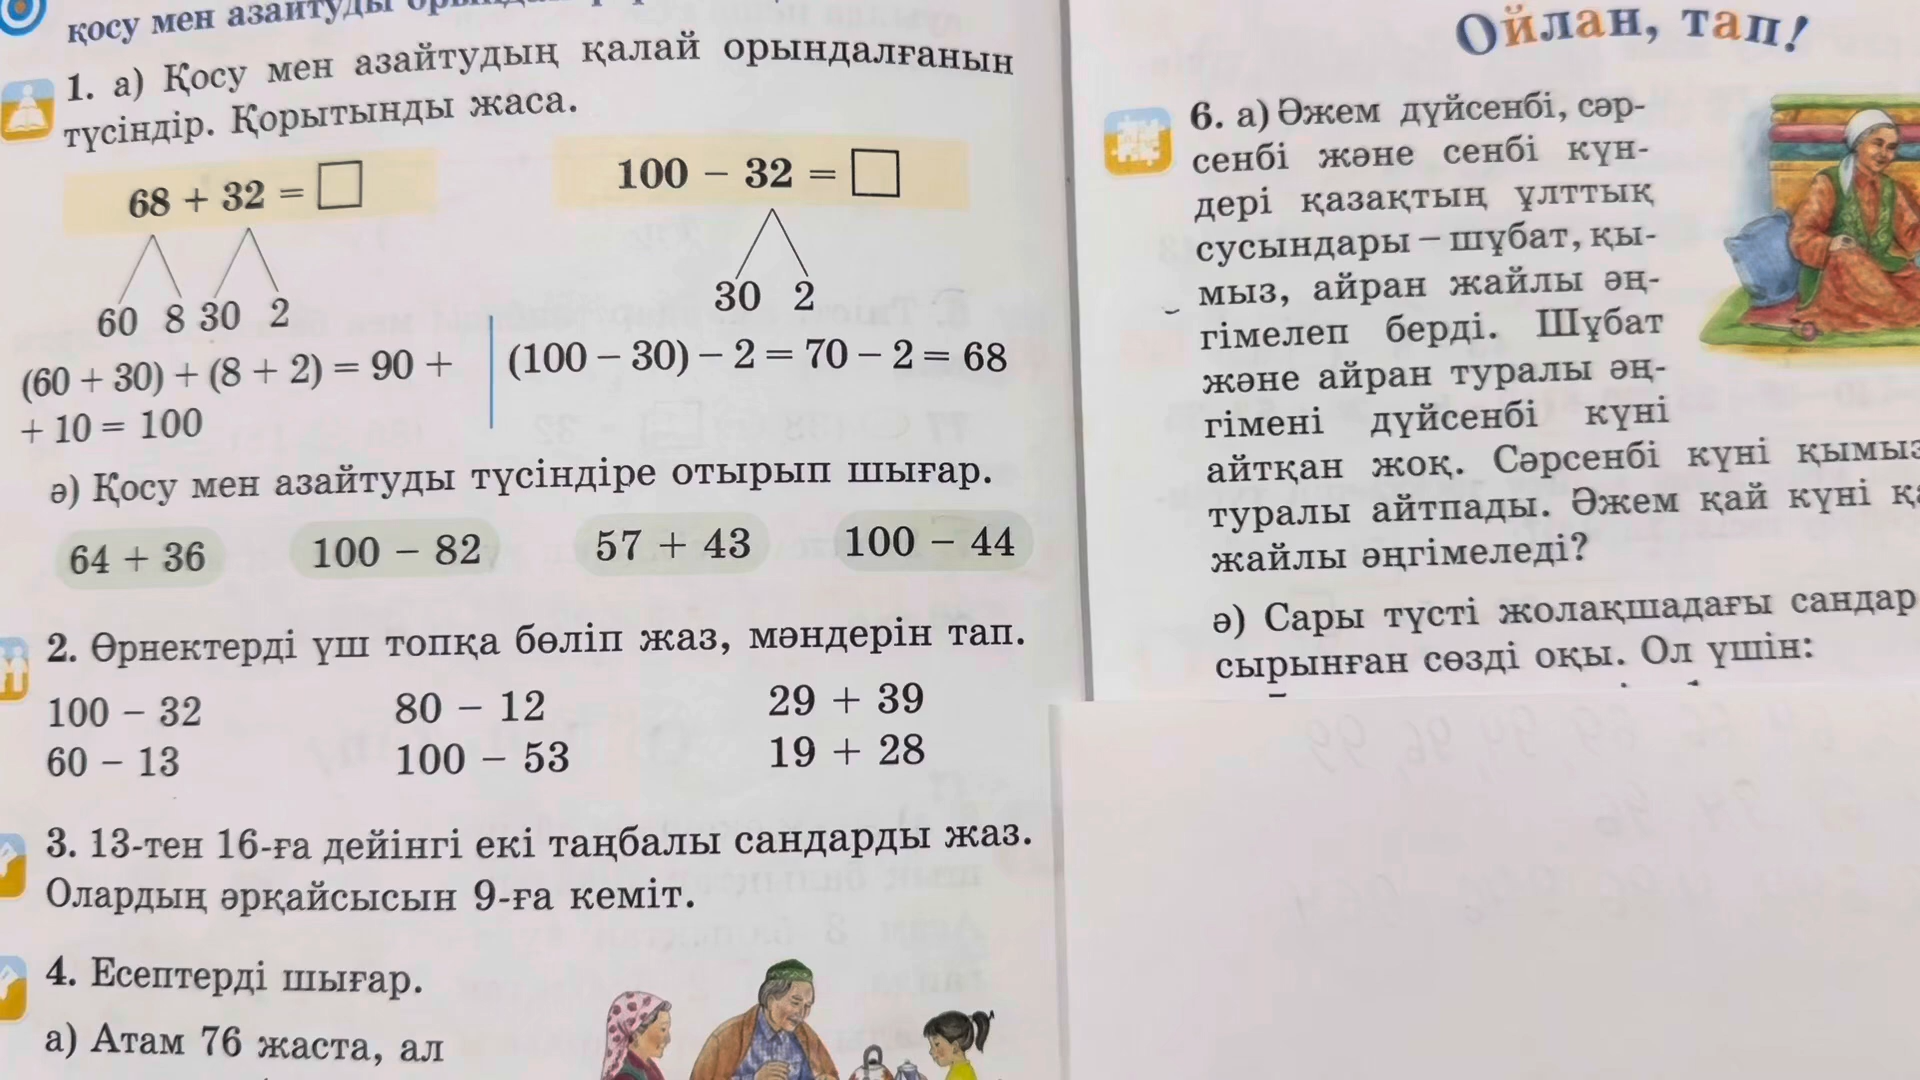 қосу мен азайтуды
1. а) Қосу мен азайтудың қалай орындалғанын
түсіндір. Қорытынды жаса.
68 + 32 = □
100 − 32 = □
60 8 30 2
30 2
(60 + 30) + (8 + 2) = 90 +
+ 10 = 100
(100 − 30) − 2 = 70 − 2 = 68
ә) Қосу мен азайтуды түсіндіре отырып шығар.
64 + 36 100 − 82 57 + 43 100 − 44
2. Өрнектерді үш топқа бөліп жаз, мәндерін тап.
100 − 32 80 − 12 29 + 39
60 − 13 100 − 53 19 + 28
3. 13-тен 16-ға дейінгі екі таңбалы сандарды жаз.
Олардың әрқайсысын 9-ға кеміт.
4. Есептерді шығар.
а) Атам 76 жаста, ал
Ойлан, тап!
6. а) Әжем дүйсенбі, сәр-
сенбі және сенбі күн-
дері қазақтың ұлттық
сусындары – шұбат, қы-
мыз, айран жайлы әң-
гімелеп берді. Шұбат
және айран туралы әң-
гімені дүйсенбі күні
айтқан жоқ. Сәрсенбі күні қымыз
туралы айтпады. Әжем қай күні
жайлы әңгімеледі?
ә) Сары түсті жолақшадағы сандар
сырынған сөзді оқы. Ол үшін: